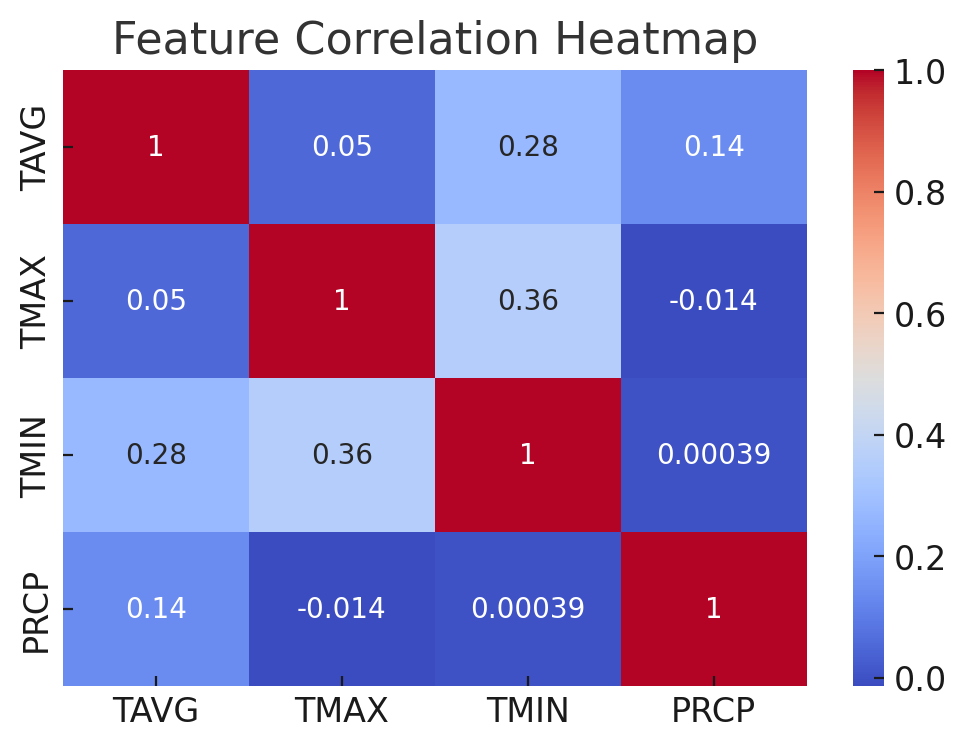 Feature Correlation Heatmap
TAVG 1 0.05 0.28 0.14
TMAX 0.05 1 0.36 -0.014
TMIN 0.28 0.36 1 0.00039
PRCP 0.14 -0.014 0.00039 1
TAVG TMAX TMIN PRCP
1.0
0.8
0.6
0.4
0.2
0.0